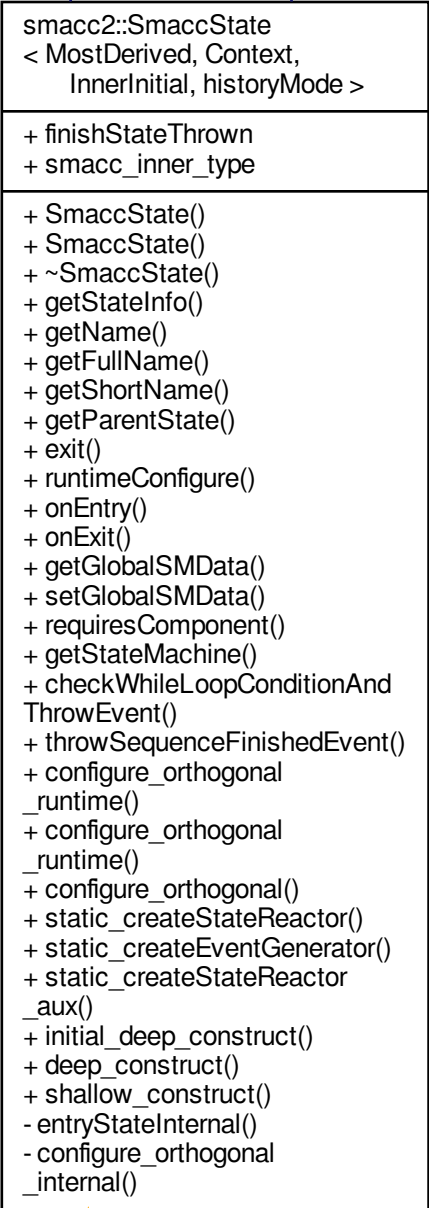 smacc2::SmaccState
< MostDerived, Context,
InnerInitial, historyMode >
+ finishStateThrown
+ smacc_inner_type
+ SmaccState()
+ SmaccState()
+ ~SmaccState()
+ getStateInfo()
+ getName()
+ getFullName()
+ getShortName()
+ getParentState()
+ exit()
+ runtimeConfigure()
+ onEntry()
+ onExit()
+ getGlobalSMData()
+ setGlobalSMData()
+ requiresComponent()
+ getStateMachine()
+ checkWhileLoopConditionAnd
ThrowEvent()
+ throwSequenceFinishedEvent()
+ configure_orthogonal
_runtime()
+ configure_orthogonal
_runtime()
+ configure_orthogonal()
+ static_createStateReactor()
+ static_createEventGenerator()
+ static_createStateReactor
_aux()
+ initial_deep_construct()
+ deep_construct()
+ shallow_construct()
- entryStateInternal()
- configure_orthogonal
_internal()